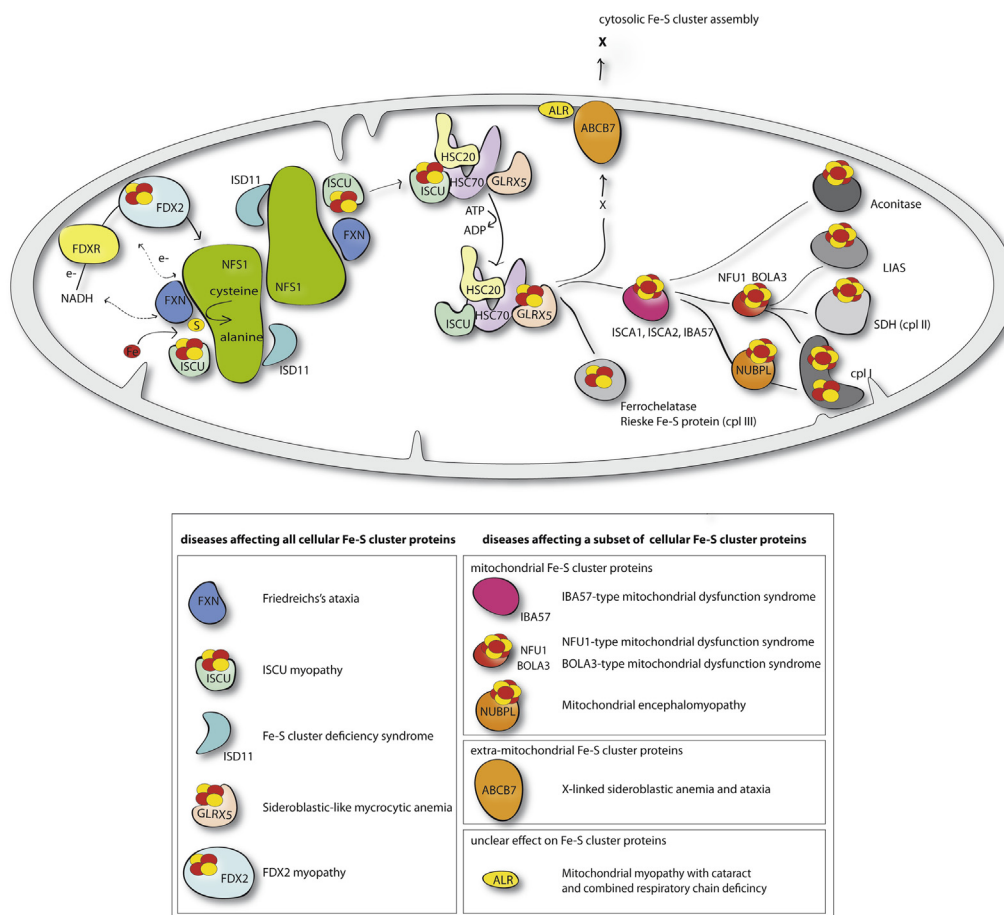 cytosolic Fe-S cluster assembly
X
ALR
ABCB7
HSC20
ISCU
HSC70
GLRX5
ISD11
ISCU
FXN
ATP
ADP
X
FDX2
FDXR
e-
NADH
e-
NFS1
NFS1
cysteine
FXN
S
alanine
Fe
ISCU
ISD11
HSC20
ISCU
HSC70
GLRX5
Aconitase
NFU1 BOLA3
LIAS
ISCA1, ISCA2, IBA57
SDH (cpl II)
NUBPL
cpl I
Ferrochelatase
Rieske Fe-S protein (cpl III)
diseases affecting all cellular Fe-S cluster proteins
FXN
Friedreichs's ataxia
ISCU
ISCU myopathy
ISD11
Fe-S cluster deficiency syndrome
GLRX5
Sideroblastic-like mycrocytic anemia
FDX2
FDX2 myopathy
diseases affecting a subset of cellular Fe-S cluster proteins
mitochondrial Fe-S cluster proteins
IBA57
IBA57-type mitochondrial dysfunction syndrome
NFU1
BOLA3
NFU1-type mitochondrial dysfunction syndrome
BOLA3-type mitochondrial dysfunction syndrome
NUBPL
Mitochondrial encephalomyopathy
extra-mitochondrial Fe-S cluster proteins
ABCB7
X-linked sideroblastic anemia and ataxia
unclear effect on Fe-S cluster proteins
ALR
Mitochondrial myopathy with cataract
and combined respiratory chain deficincy